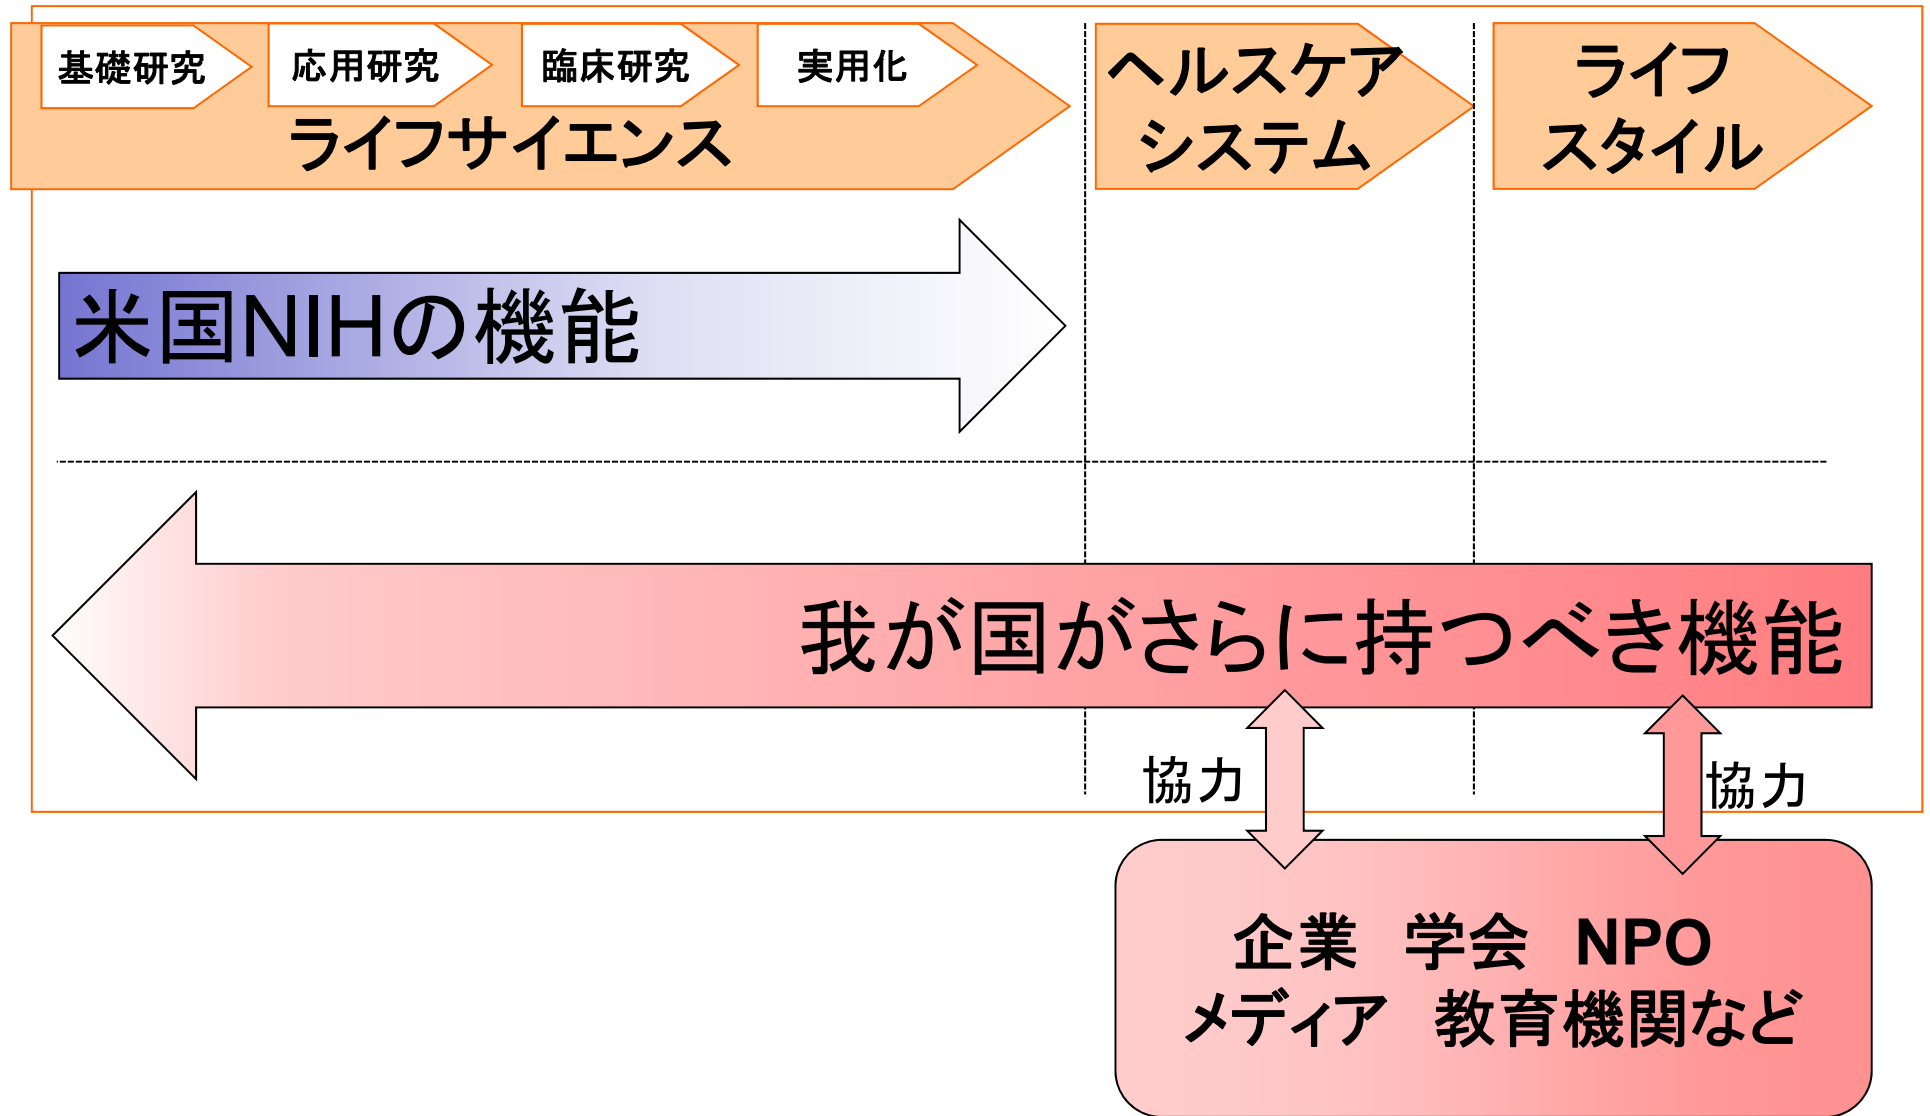 基礎研究
応用研究
臨床研究
実用化
ライフサイエンス
ヘルスケア
システム
ライフ
スタイル
米国NIHの機能
我が国がさらに持つべき機能
協力
協力
企業　学会　NPO
メディア　教育機関など